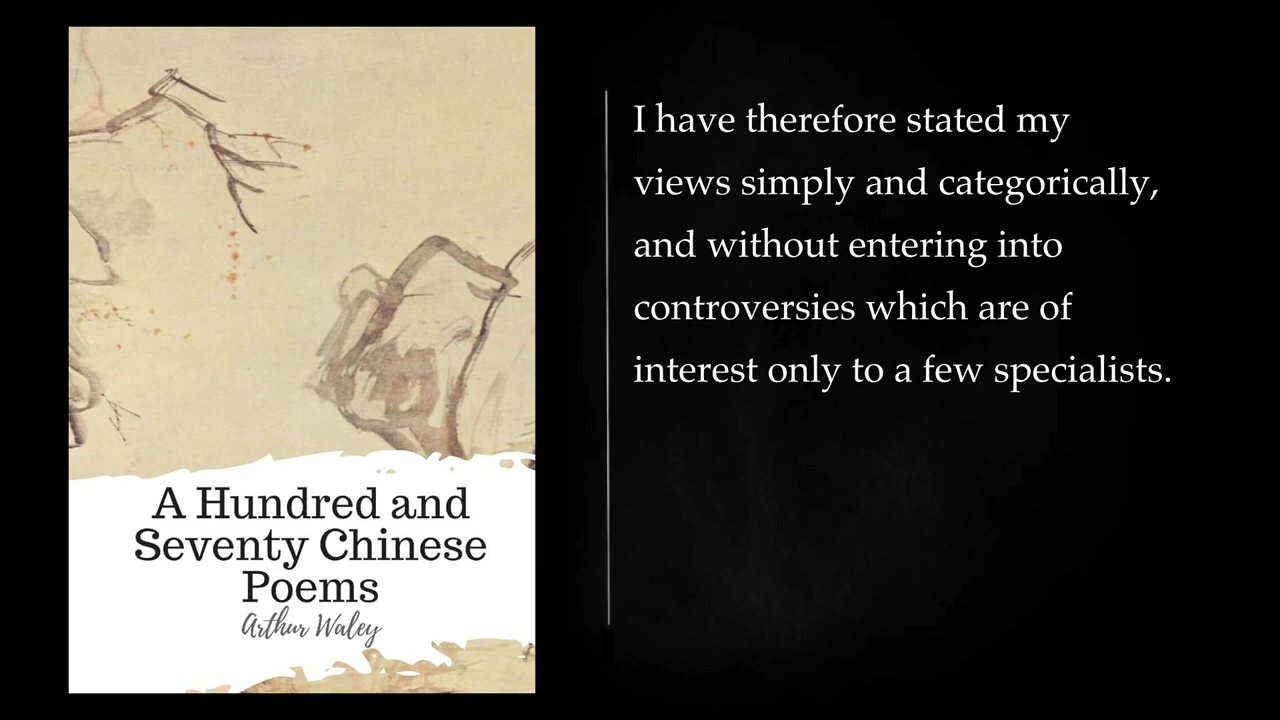 A Hundred and
Seventy Chinese
Poems
Arthur Waley
I have therefore stated my
views simply and categorically,
and without entering into
controversies which are of
interest only to a few specialists.